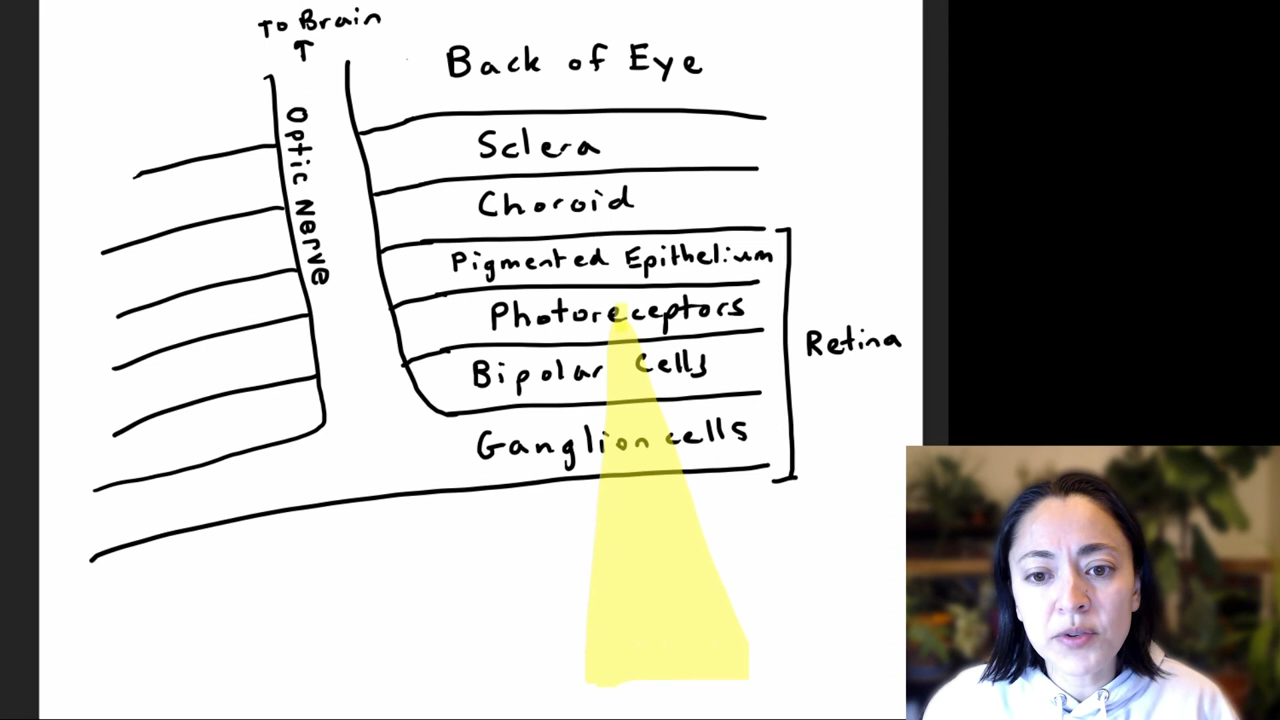 To Brain
↑
Back of Eye
Optic Nerve
Sclera
Choroid
Pigmented Epithelium
Photoreceptors
Retina
Bipolar cells
Ganglion cells